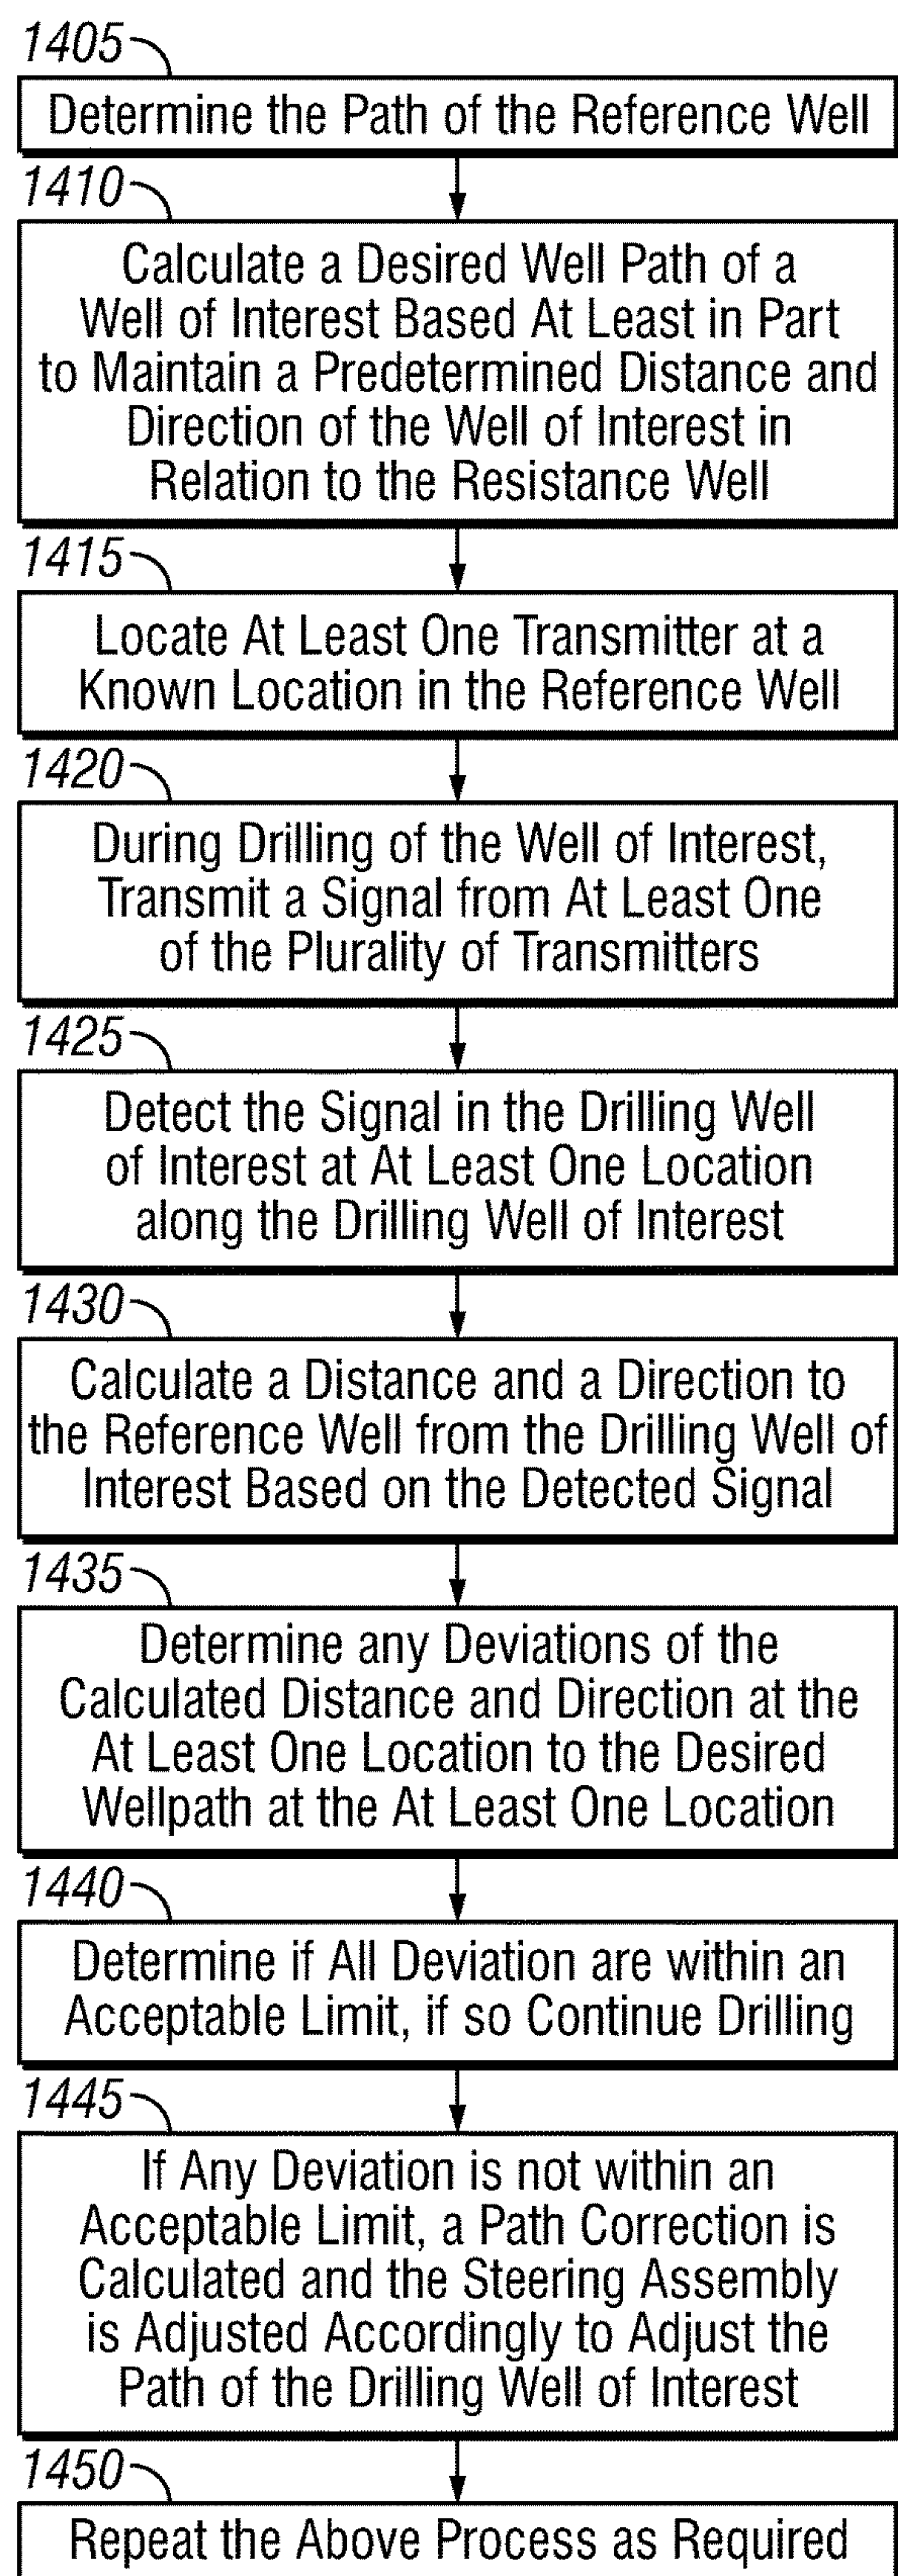 1405
Determine the Path of the Reference Well
1410
Calculate a Desired Well Path of a
Well of Interest Based At Least in Part
to Maintain a Predetermined Distance and
Direction of the Well of Interest in
Relation to the Resistance Well
1415
Locate At Least One Transmitter at a
Known Location in the Reference Well
1420
During Drilling of the Well of Interest,
Transmit a Signal from At Least One
of the Plurality of Transmitters
1425
Detect the Signal in the Drilling Well
of Interest at At Least One Location
along the Drilling Well of Interest
1430
Calculate a Distance and a Direction to
the Reference Well from the Drilling Well of
Interest Based on the Detected Signal
1435
Determine any Deviations of the
Calculated Distance and Direction at the
At Least One Location to the Desired
Wellpath at the At Least One Location
1440
Determine if All Deviation are within an
Acceptable Limit, if so Continue Drilling
1445
If Any Deviation is not within an
Acceptable Limit, a Path Correction is
Calculated and the Steering Assembly
is Adjusted Accordingly to Adjust the
Path of the Drilling Well of Interest
1450
Repeat the Above Process as Required